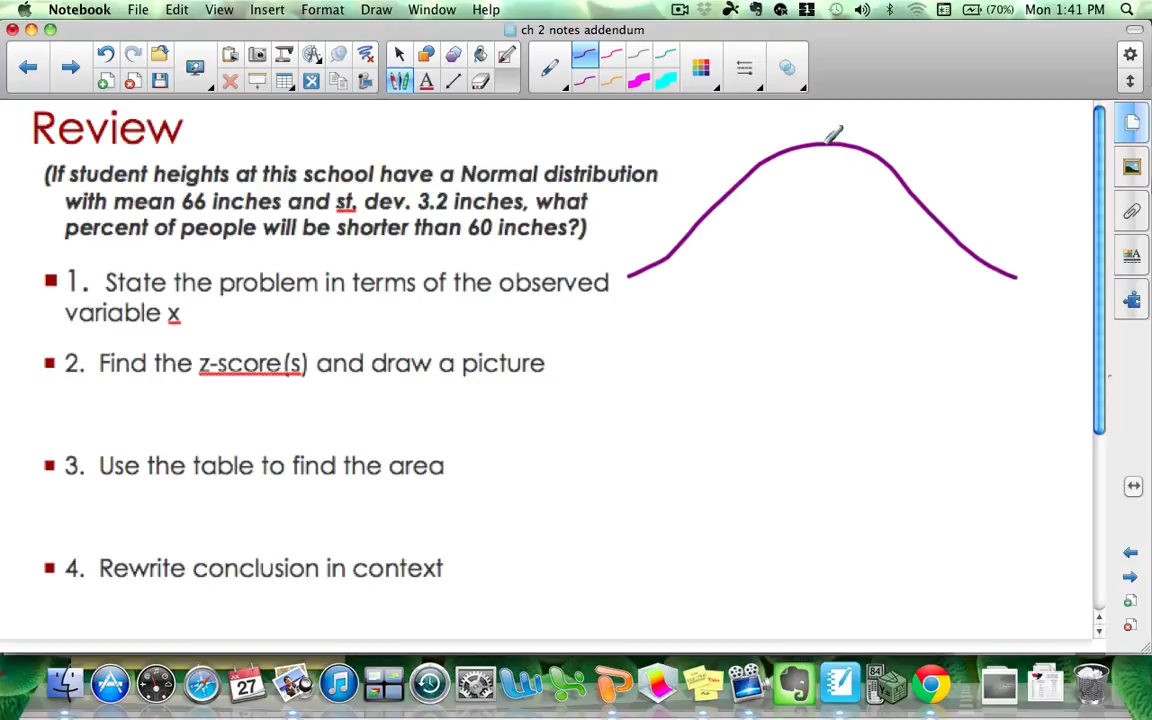 Notebook File Edit View Insert Format Draw Window Help (70%) Mon 1:41 PM
ch 2 notes addendum
Review
(If student heights at this school have a Normal distribution
with mean 66 inches and st, dev. 3.2 inches, what
percent of people will be shorter than 60 inches?)
1. State the problem in terms of the observed
variable x
2. Find the z-score(s) and draw a picture
3. Use the table to find the area
4. Rewrite conclusion in context
27